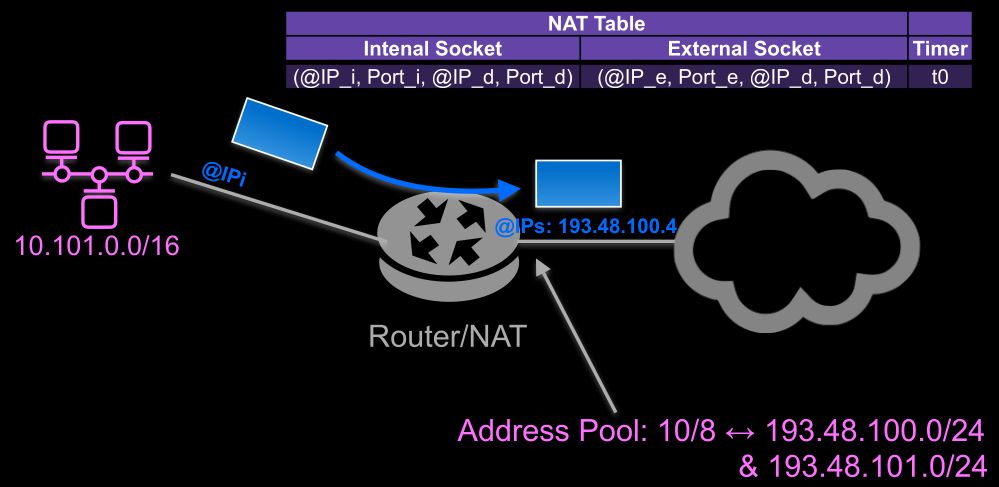 NAT Table
Intenal Socket External Socket Timer
(@IP_i, Port_i, @IP_d, Port_d) (@IP_e, Port_e, @IP_d, Port_d) t0
@IPi
@IPs: 193.48.100.4
10.101.0.0/16
Router/NAT
Address Pool: 10/8 ↔ 193.48.100.0/24
& 193.48.101.0/24